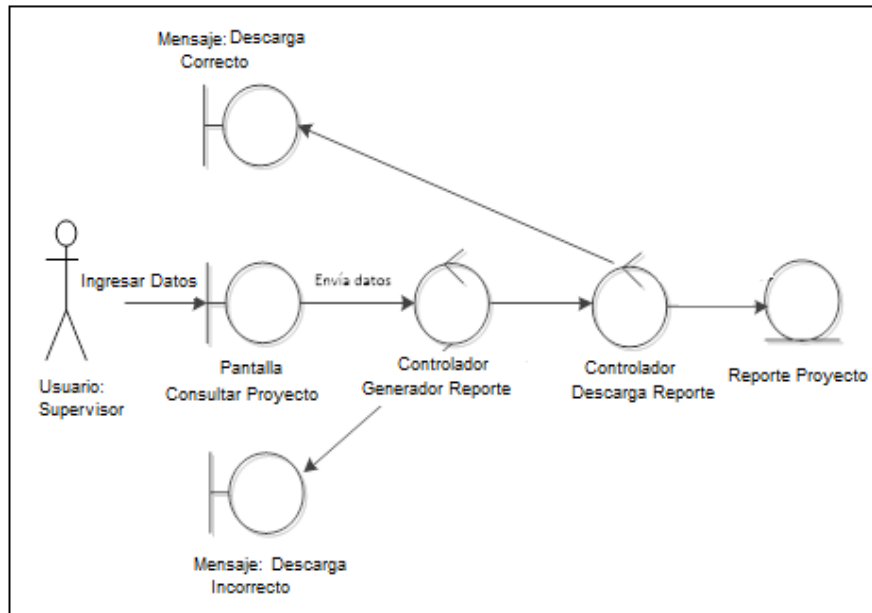 Mensaje: Descarga
Correcto
Ingresar Datos
Envía datos
Usuario:
Supervisor
Pantalla
Consultar Proyecto
Controlador
Generador Reporte
Controlador
Descarga Reporte
Reporte Proyecto
Mensaje: Descarga
Incorrecto